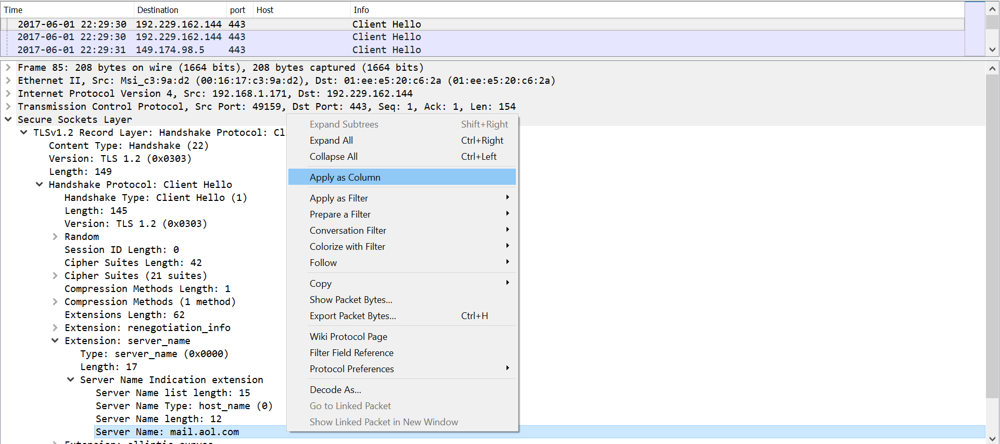 Time Destination port Host Info
2017-06-01 22:29:30 192.229.162.144 443 Client Hello
2017-06-01 22:29:30 192.229.162.144 443 Client Hello
2017-06-01 22:29:31 149.174.98.5 443 Client Hello
Frame 85: 208 bytes on wire (1664 bits), 208 bytes captured (1664 bits)
Ethernet II, Src: Msi_c3:9a:d2 (00:16:17:c3:9a:d2), Dst: 01:ee:e5:20:c6:2a (01:ee:e5:20:c6:2a)
Internet Protocol Version 4, Src: 192.168.1.171, Dst: 192.229.162.144
Transmission Control Protocol, Src Port: 49159, Dst Port: 443, Seq: 1, Ack: 1, Len: 154
Secure Sockets Layer
TLSv1.2 Record Layer: Handshake Protocol: Cl
Content Type: Handshake (22)
Version: TLS 1.2 (0x0303)
Length: 149
Handshake Protocol: Client Hello
Handshake Type: Client Hello (1)
Length: 145
Version: TLS 1.2 (0x0303)
Random
Session ID Length: 0
Cipher Suites Length: 42
Cipher Suites (21 suites)
Compression Methods Length: 1
Compression Methods (1 method)
Extensions Length: 62
Extension: renegotiation_info
Extension: server_name
Type: server_name (0x0000)
Length: 17
Server Name Indication extension
Server Name list length: 15
Server Name Type: host_name (0)
Server Name length: 12
Server Name: mail.aol.com
Expand Subtrees Shift+Right
Expand All Ctrl+Right
Collapse All Ctrl+Left
Apply as Column
Apply as Filter
Prepare a Filter
Conversation Filter
Colorize with Filter
Follow
Copy
Show Packet Bytes...
Export Packet Bytes... Ctrl+H
Wiki Protocol Page
Filter Field Reference
Protocol Preferences
Decode As...
Go to Linked Packet
Show Linked Packet in New Window